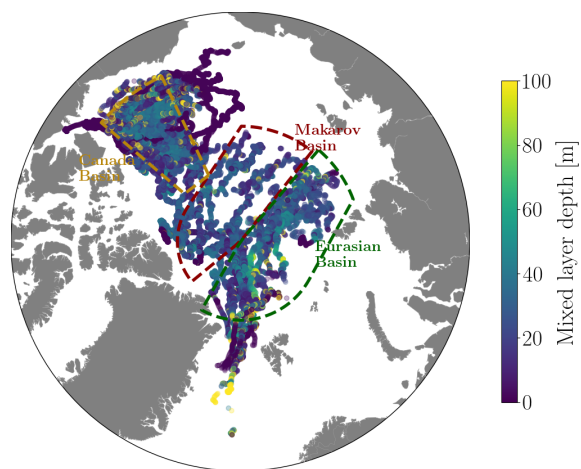 Makarov
Basin
Canada
Basin
Eurasian
Basin
100
80
60
40
20
0
Mixed layer depth [m]